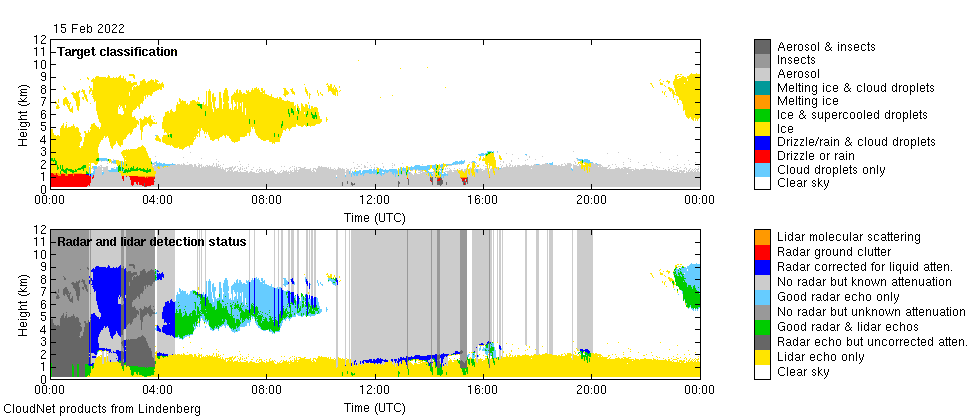 15 Feb 2022
Target classification
Height (km)
12
11
10
9
8
7
6
5
4
3
2
1
0
00:00 04:00 08:00 12:00 16:00 20:00 00:00
Time (UTC)
Aerosol & insects
Insects
Aerosol
Melting ice & cloud droplets
Melting ice
Ice & supercooled droplets
Ice
Drizzle/rain & cloud droplets
Drizzle or rain
Cloud droplets only
Clear sky
Radar and lidar detection status
Height (km)
12
11
10
9
8
7
6
5
4
3
2
1
0
00:00 04:00 08:00 12:00 16:00 20:00 00:00
Time (UTC)
Lidar molecular scattering
Radar ground clutter
Radar corrected for liquid atten.
No radar but known attenuation
Good radar echo only
No radar but unknown attenuation
Good radar & lidar echos
Radar echo but uncorrected atten.
Lidar echo only
Clear sky
CloudNet products from Lindenberg